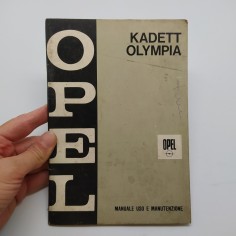 OPEL
KADETT
OLYMPIA
OPEL
MANUALE USO E MANUTENZIONE